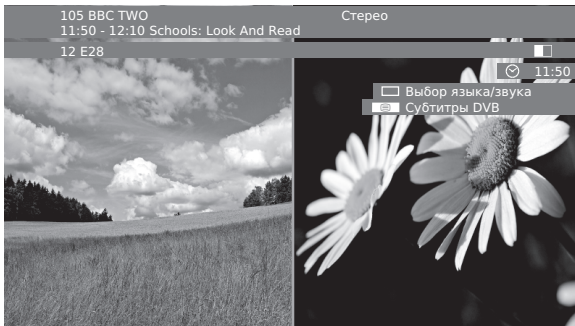 105 BBC TWO Стерео
11:50 - 12:10 Schools: Look And Read
12 E28
11:50
Выбор языка/звука
Субтитры DVB